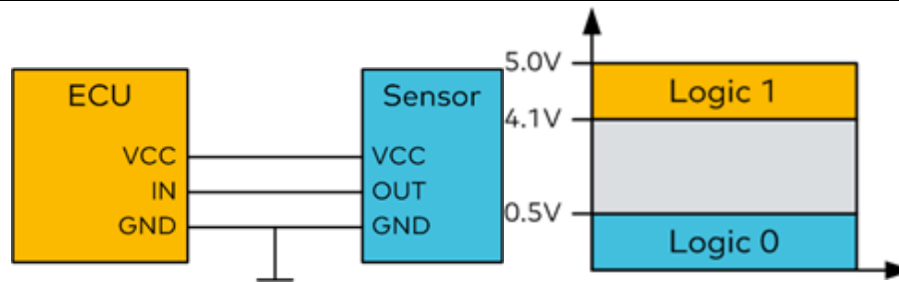 ECU
VCC
IN
GND
Sensor
VCC
OUT
GND
5.0V
4.1V
0.5V
Logic 1
Logic 0